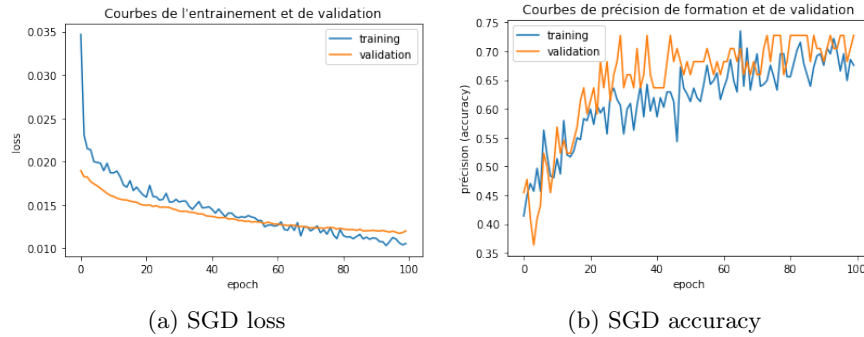 Courbes de l'entrainement et de validation
training
validation
0.035
0.030
0.025
0.020
0.015
0.010
loss
0
20
40
60
80
100
epoch
(a) SGD loss
Courbes de précision de formation et de validation
training
validation
0.75
0.70
0.65
0.60
0.55
0.50
0.45
0.40
0.35
précision (accuracy)
0
20
40
60
80
100
epoch
(b) SGD accuracy